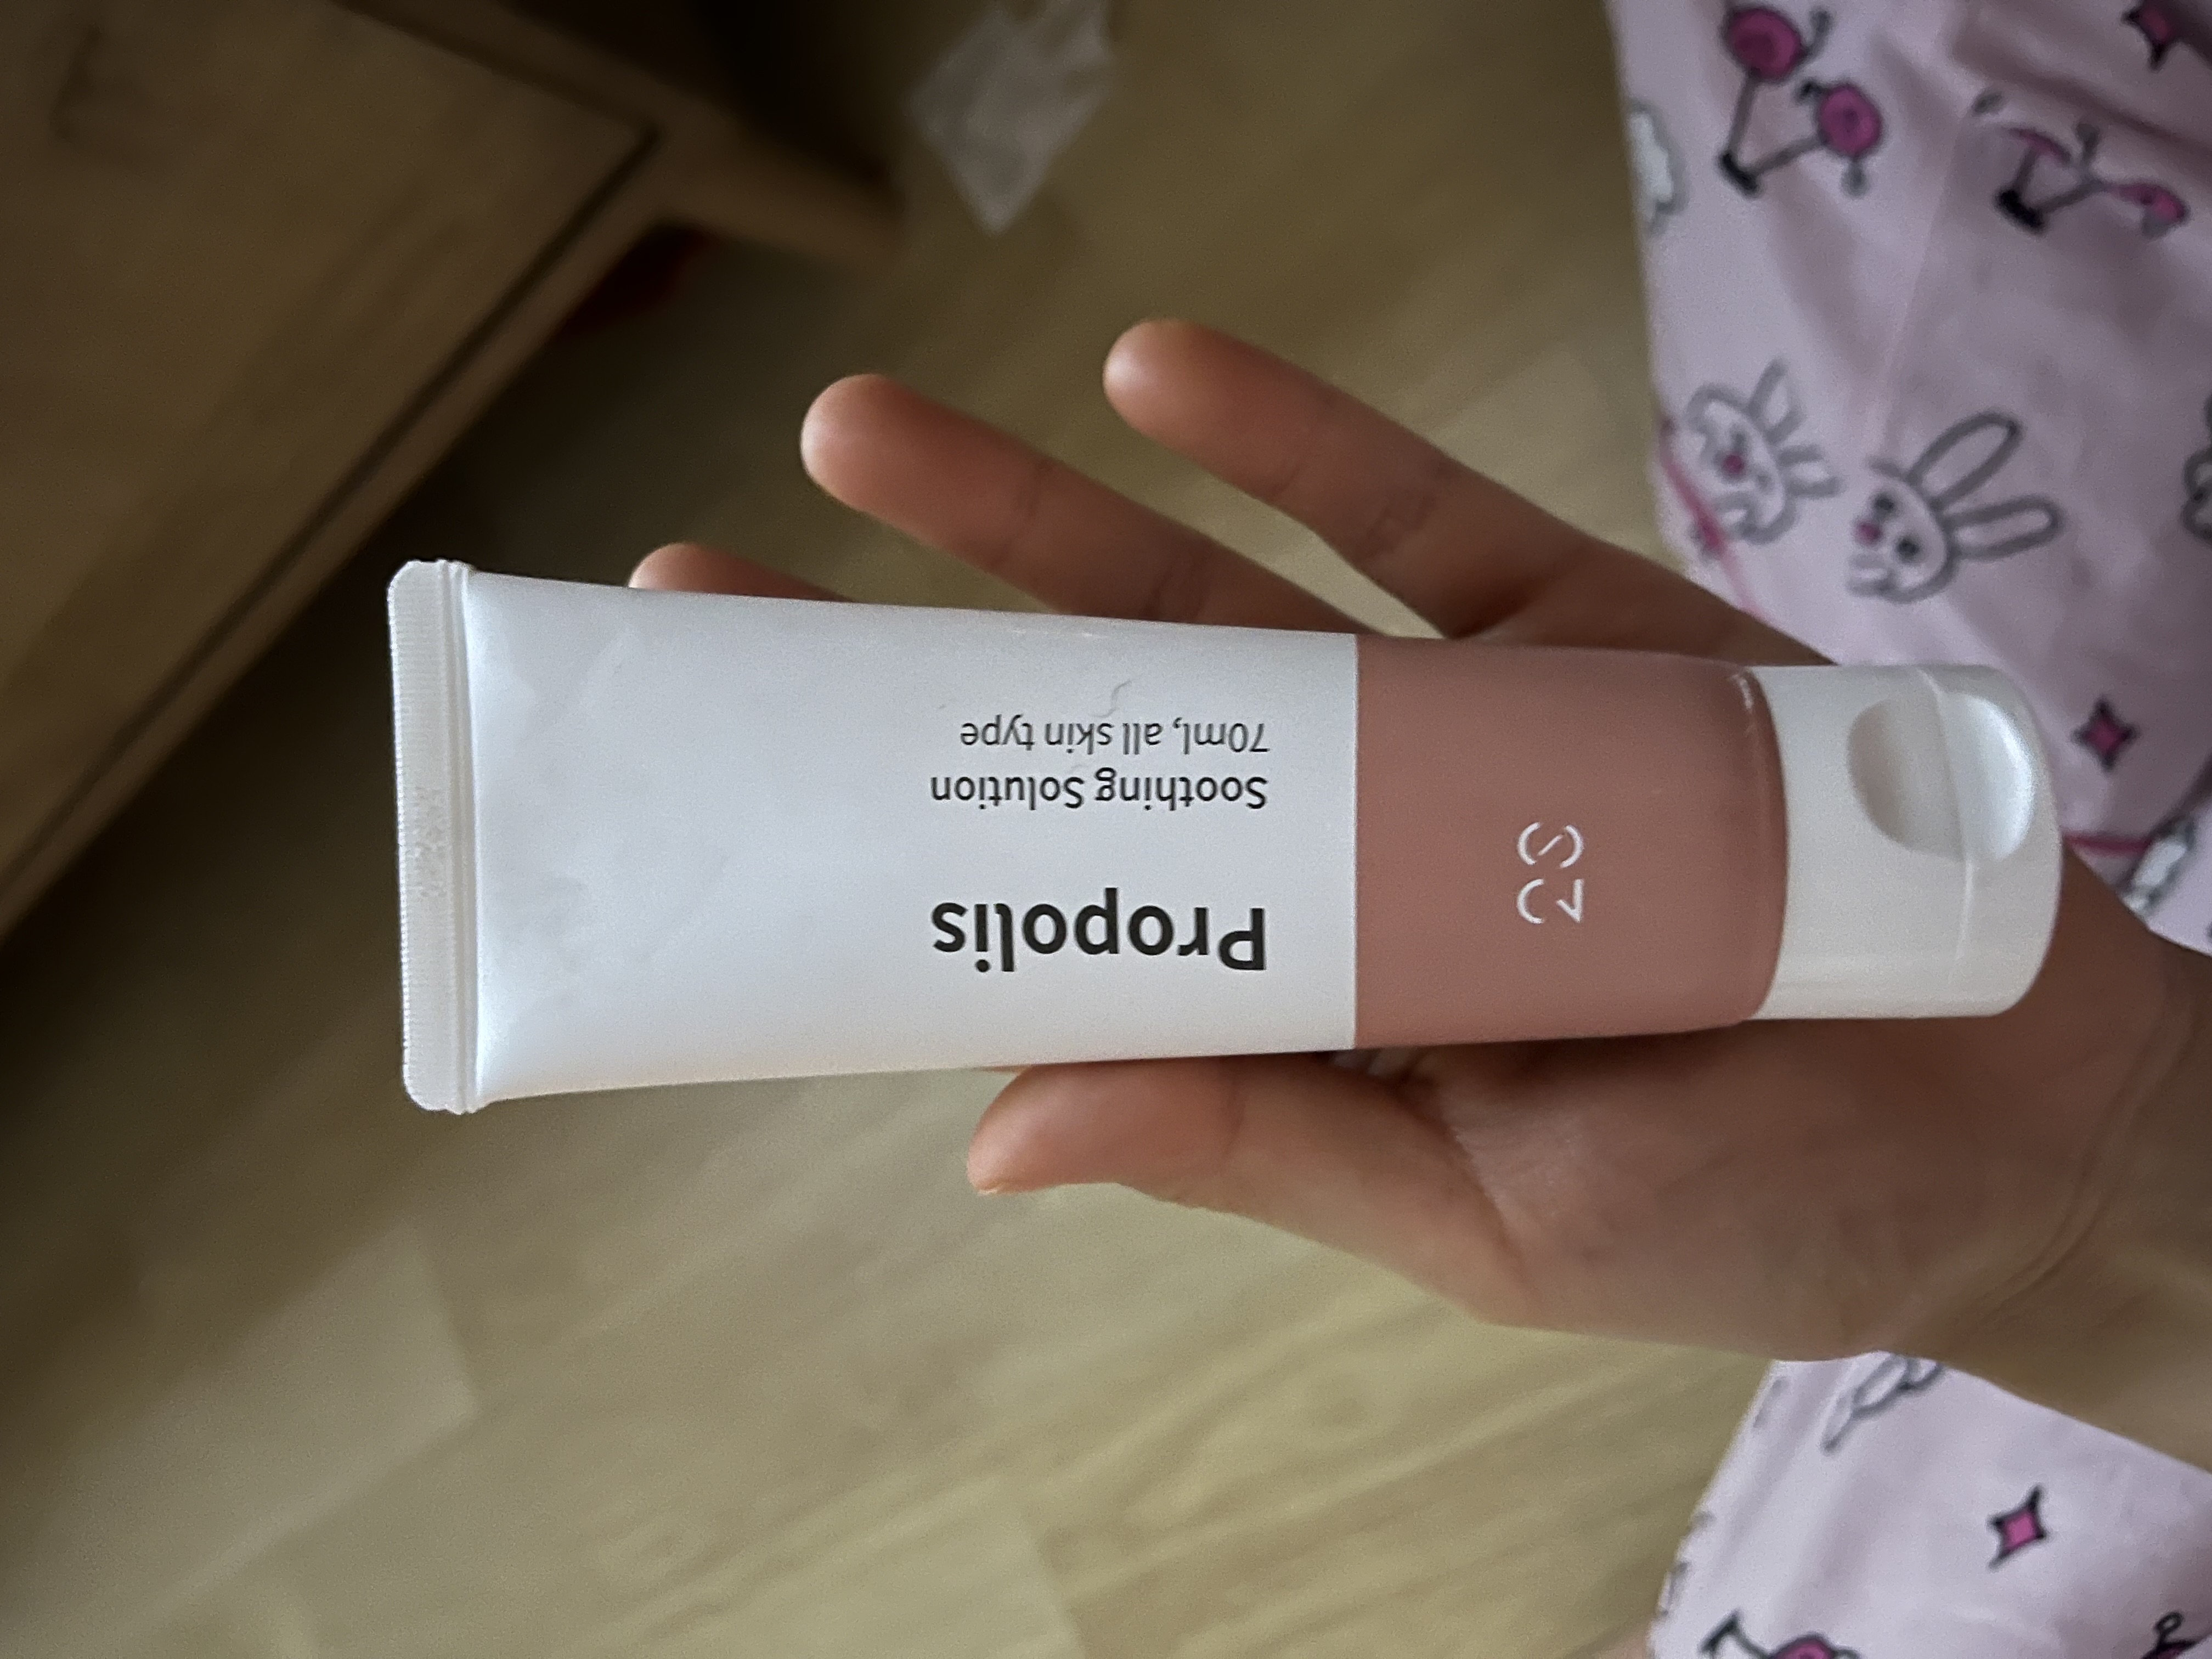 Propolis
Soothing Solution
70ml, all skin type